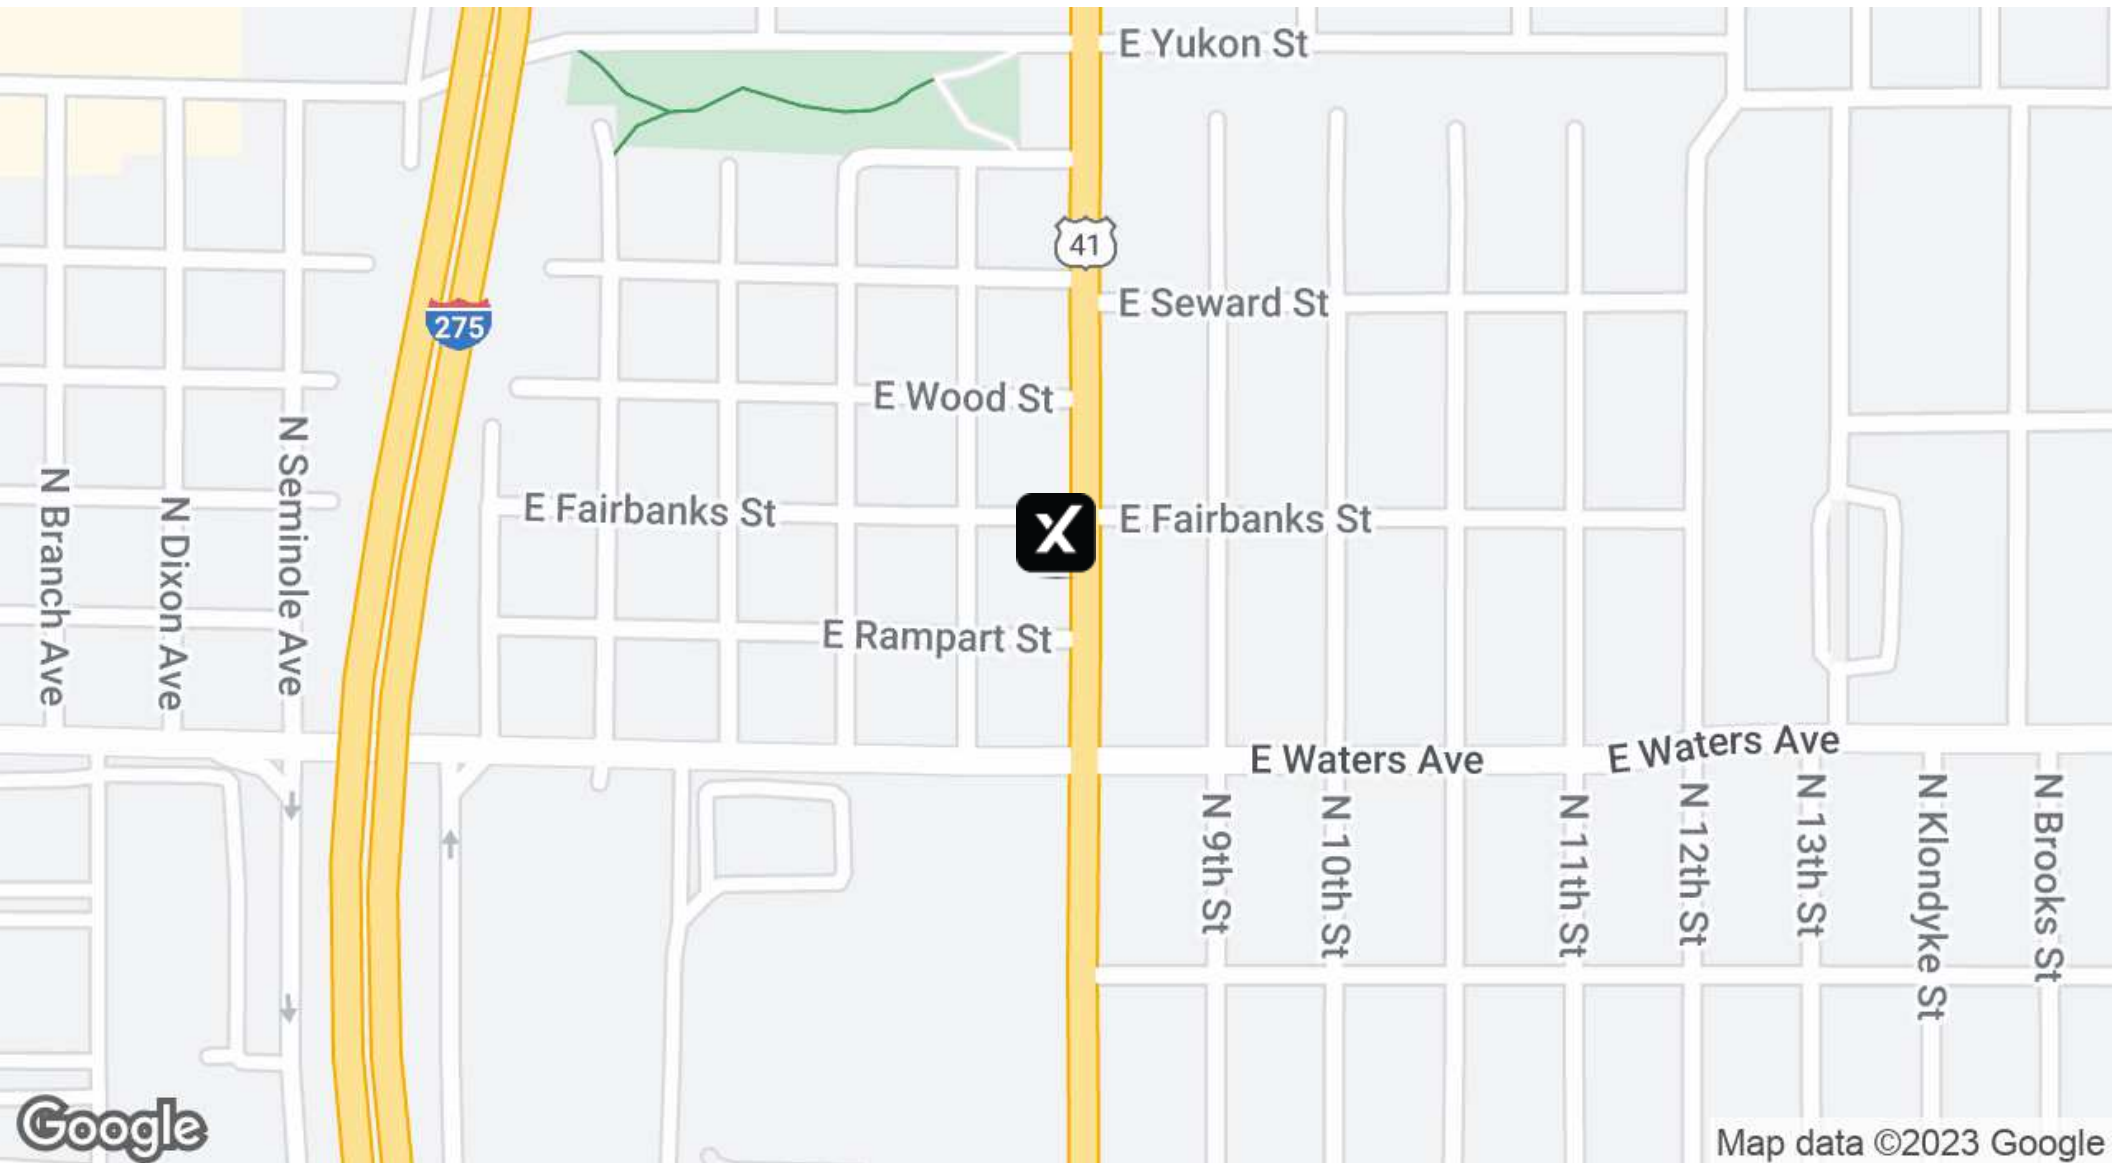 E Yukon St
41
E Seward St
275
E Wood St
N Seminole Ave
N Branch Ave
N Dixon Ave
E Fairbanks St
X
E Fairbanks St
E Rampart St
E Waters Ave
E Waters Ave
N 9th St
N 10th St
N 11th St
N 12th St
N 13th St
N Klondyke St
N Brooks St
Google
Map data ©2023 Google